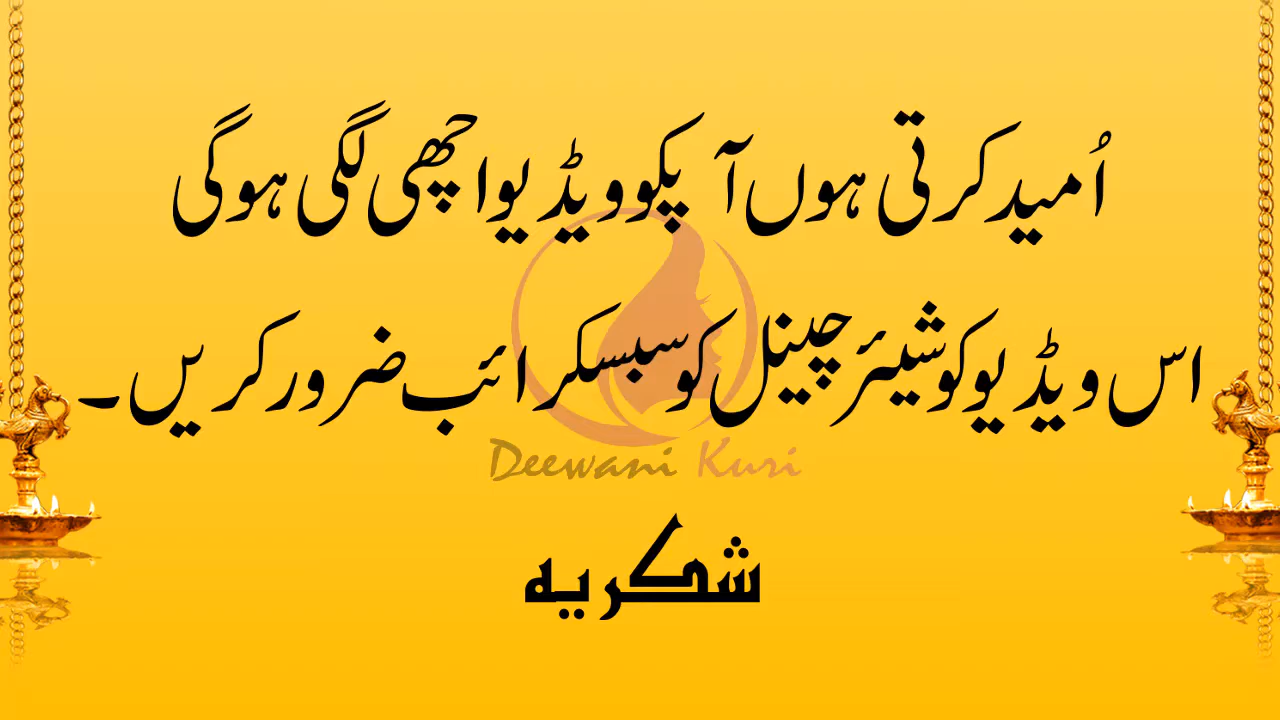 اُمید کرتی ہوں آپکو ویڈیو اچھی لگی ہوگی
اس ویڈیو کو شیئر چینل کو سبسکرائب ضرور کریں۔
Deewani Kuri
شکریہ